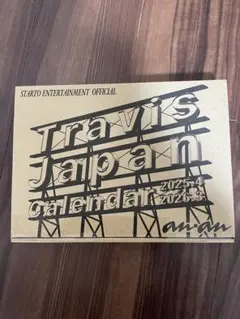 STARTO ENTERTAINMENT OFFICIAL
Travis
Japan
Calendar 2025.4
2026.3
an·an